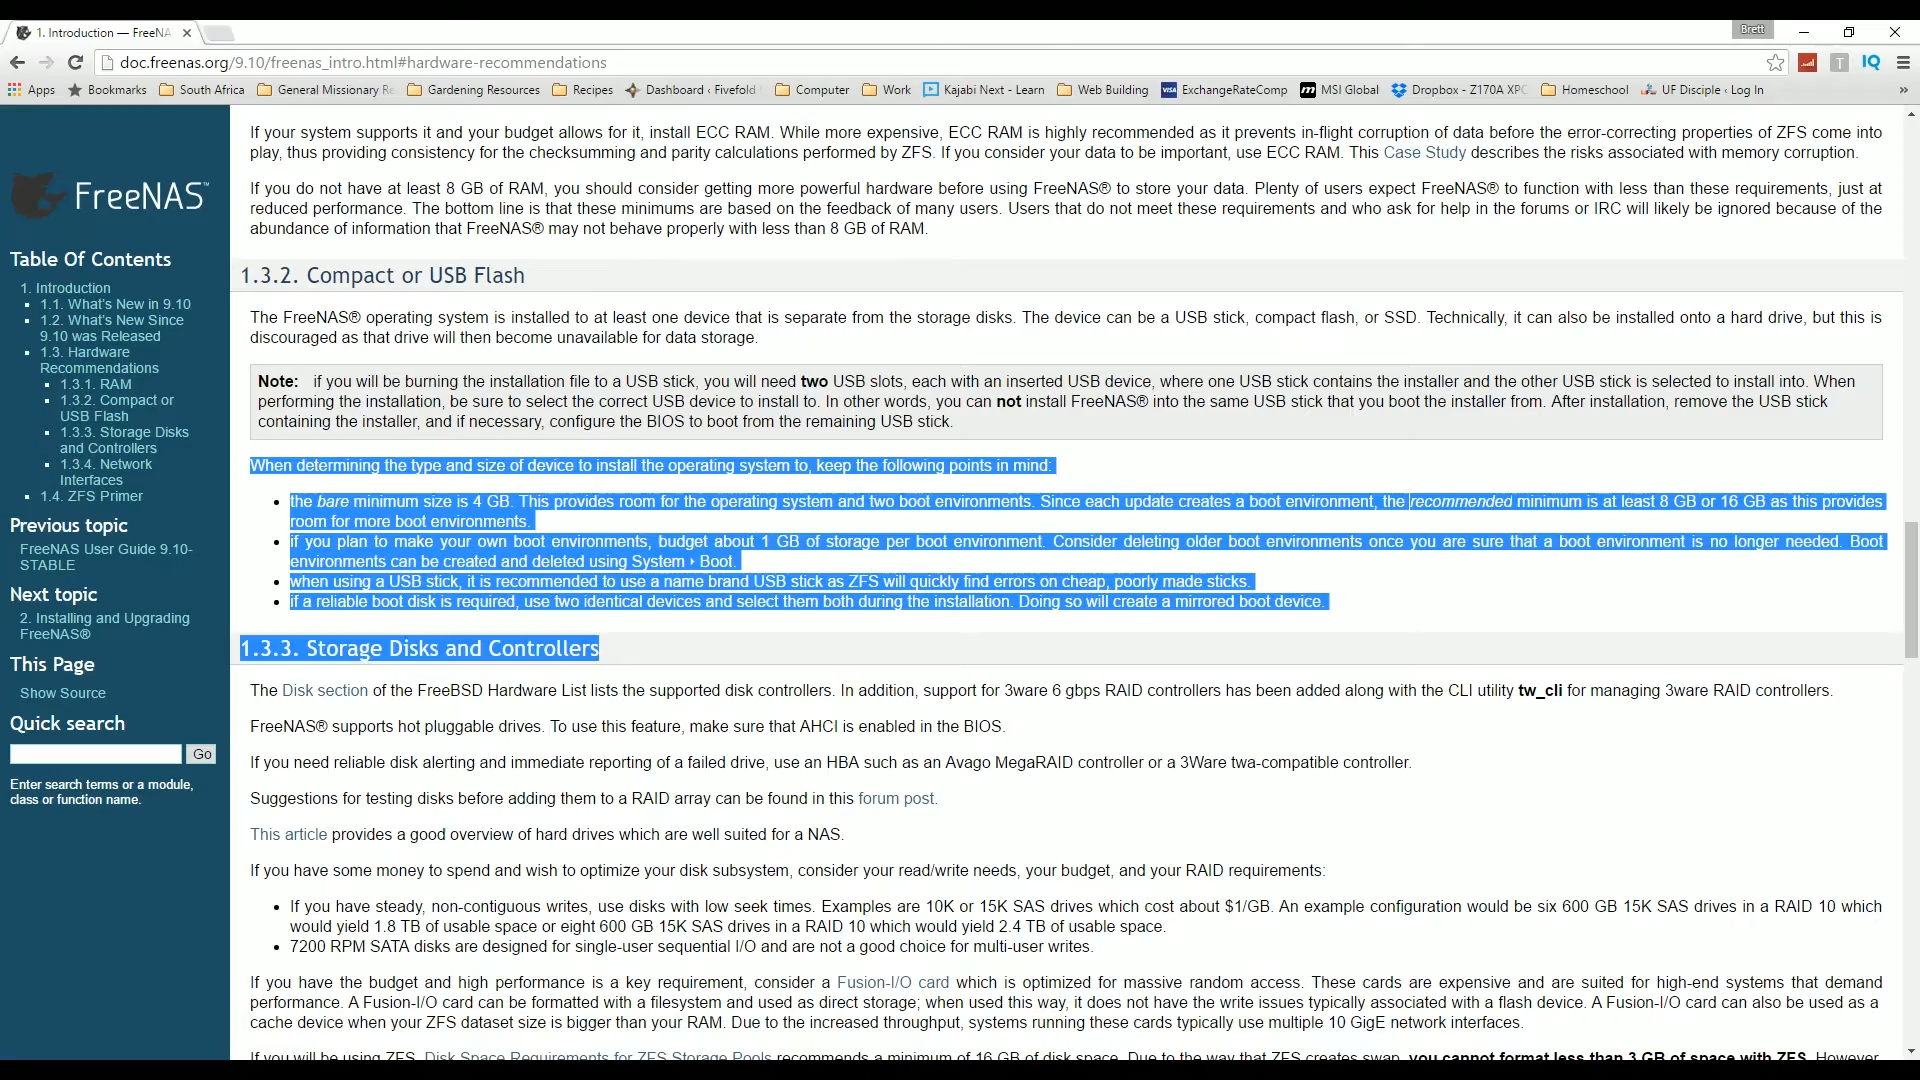 1. Introduction — FreeNA
Brett
doc.freenas.org/9.10/freenas_intro.html#hardware-recommendations
T
IQ
Apps
Bookmarks
South Africa
General Missionary Re
Gardening Resources
Recipes
Dashboard ‹ Fivefold
Computer
Work
Kajabi Next - Learn
Web Building
VISA
ExchangeRateComp
MSI Global
Dropbox - Z170A XPC
Homeschool
UF Disciple ‹ Log In
»
FreeNAS™
Table Of Contents
1. Introduction
1.1. What's New in 9.10
1.2. What's New Since
9.10 was Released
1.3. Hardware
Recommendations
1.3.1. RAM
1.3.2. Compact or
USB Flash
1.3.3. Storage Disks
and Controllers
1.3.4. Network
Interfaces
1.4. ZFS Primer
Previous topic
FreeNAS User Guide 9.10-
STABLE
Next topic
2. Installing and Upgrading
FreeNAS®
This Page
Show Source
Quick search
Go
Enter search terms or a module,
class or function name.
If your system supports it and your budget allows for it, install ECC RAM. While more expensive, ECC RAM is highly recommended as it prevents in-flight corruption of data before the error-correcting properties of ZFS come into
play, thus providing consistency for the checksumming and parity calculations performed by ZFS. If you consider your data to be important, use ECC RAM. This Case Study describes the risks associated with memory corruption.
If you do not have at least 8 GB of RAM, you should consider getting more powerful hardware before using FreeNAS® to store your data. Plenty of users expect FreeNAS® to function with less than these requirements, just at
reduced performance. The bottom line is that these minimums are based on the feedback of many users. Users that do not meet these requirements and who ask for help in the forums or IRC will likely be ignored because of the
abundance of information that FreeNAS® may not behave properly with less than 8 GB of RAM.
1.3.2. Compact or USB Flash
The FreeNAS® operating system is installed to at least one device that is separate from the storage disks. The device can be a USB stick, compact flash, or SSD. Technically, it can also be installed onto a hard drive, but this is
discouraged as that drive will then become unavailable for data storage.
Note: if you will be burning the installation file to a USB stick, you will need two USB slots, each with an inserted USB device, where one USB stick contains the installer and the other USB stick is selected to install into. When
performing the installation, be sure to select the correct USB device to install to. In other words, you can not install FreeNAS® into the same USB stick that you boot the installer from. After installation, remove the USB stick
containing the installer, and if necessary, configure the BIOS to boot from the remaining USB stick.
When determining the type and size of device to install the operating system to, keep the following points in mind:
• the bare minimum size is 4 GB. This provides room for the operating system and two boot environments. Since each update creates a boot environment, the recommended minimum is at least 8 GB or 16 GB as this provides
room for more boot environments.
• if you plan to make your own boot environments, budget about 1 GB of storage per boot environment. Consider deleting older boot environments once you are sure that a boot environment is no longer needed. Boot
environments can be created and deleted using System ‣ Boot.
• when using a USB stick, it is recommended to use a name brand USB stick as ZFS will quickly find errors on cheap, poorly made sticks.
• if a reliable boot disk is required, use two identical devices and select them both during the installation. Doing so will create a mirrored boot device.
1.3.3. Storage Disks and Controllers
The Disk section of the FreeBSD Hardware List lists the supported disk controllers. In addition, support for 3ware 6 gbps RAID controllers has been added along with the CLI utility tw_cli for managing 3ware RAID controllers.
FreeNAS® supports hot pluggable drives. To use this feature, make sure that AHCI is enabled in the BIOS.
If you need reliable disk alerting and immediate reporting of a failed drive, use an HBA such as an Avago MegaRAID controller or a 3Ware twa-compatible controller.
Suggestions for testing disks before adding them to a RAID array can be found in this forum post.
This article provides a good overview of hard drives which are well suited for a NAS.
If you have some money to spend and wish to optimize your disk subsystem, consider your read/write needs, your budget, and your RAID requirements:
• If you have steady, non-contiguous writes, use disks with low seek times. Examples are 10K or 15K SAS drives which cost about $1/GB. An example configuration would be six 600 GB 15K SAS drives in a RAID 10 which
would yield 1.8 TB of usable space or eight 600 GB 15K SAS drives in a RAID 10 which would yield 2.4 TB of usable space.
• 7200 RPM SATA disks are designed for single-user sequential I/O and are not a good choice for multi-user writes.
If you have the budget and high performance is a key requirement, consider a Fusion-I/O card which is optimized for massive random access. These cards are expensive and are suited for high-end systems that demand
performance. A Fusion-I/O card can be formatted with a filesystem and used as direct storage; when used this way, it does not have the write issues typically associated with a flash device. A Fusion-I/O card can also be used as a
cache device when your ZFS dataset size is bigger than your RAM. Due to the increased throughput, systems running these cards typically use multiple 10 GigE network interfaces.
If you will be using ZFS, Disk Space Requirements for ZFS Storage Pools recommends a minimum of 16 GB of disk space. Due to the way that ZFS creates swap, you cannot format less than 3 GB of space with ZFS. However